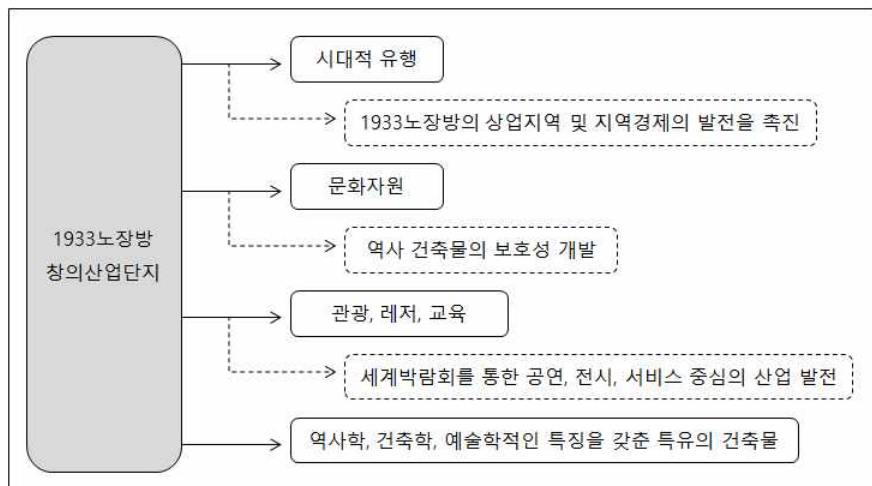 1933노장방
창의산업단지
시대적 유행
1933노장방의 상업지역 및 지역경제의 발전을 촉진
문화자원
역사 건축물의 보호성 개발
관광, 레저, 교육
세계박람회를 통한 공연, 전시, 서비스 중심의 산업 발전
역사학, 건축학, 예술학적인 특징을 갖춘 특유의 건축물